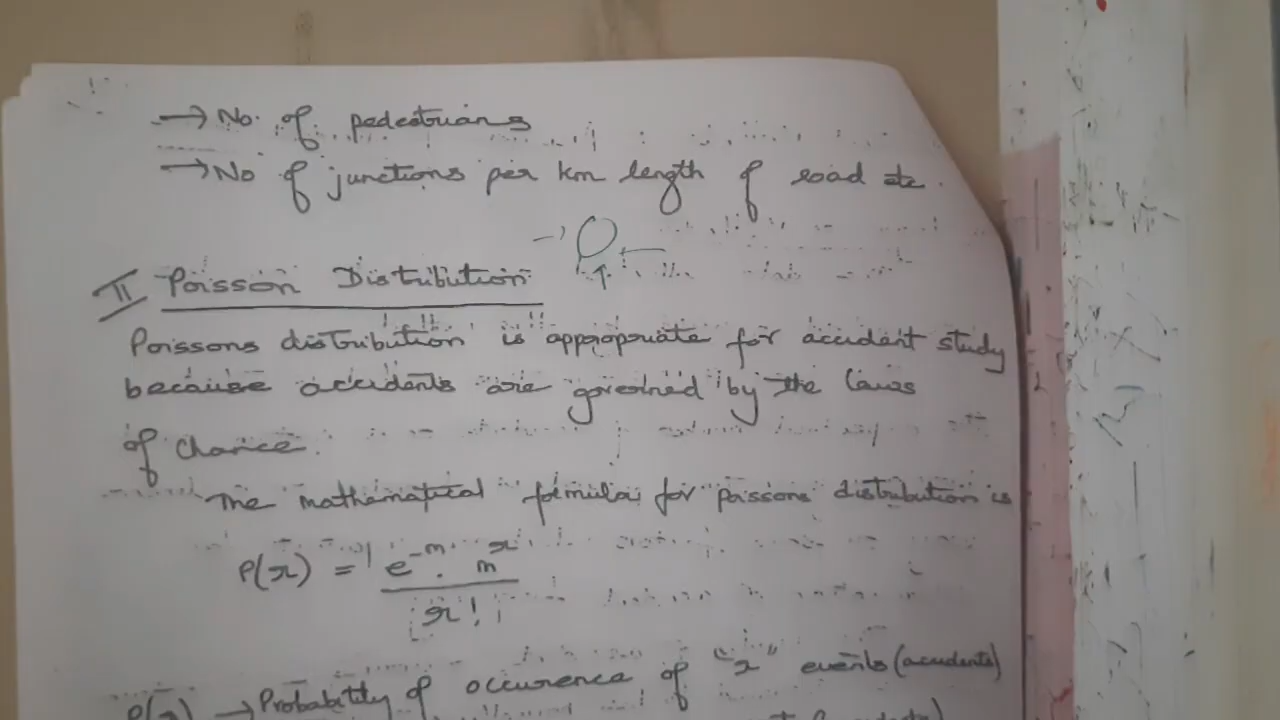 → No. of pedestrians
→ No of junctions per km length of road etc.
II Poisson Distribution
Poissons distribution is appropriate for accident study
because accidents are governed by the laws
of chance.
The mathematical formula for poissons distribution is
P(x) = e^-m . m^x / x!
P(x) → Probability of occurence of "x" events (accidents)